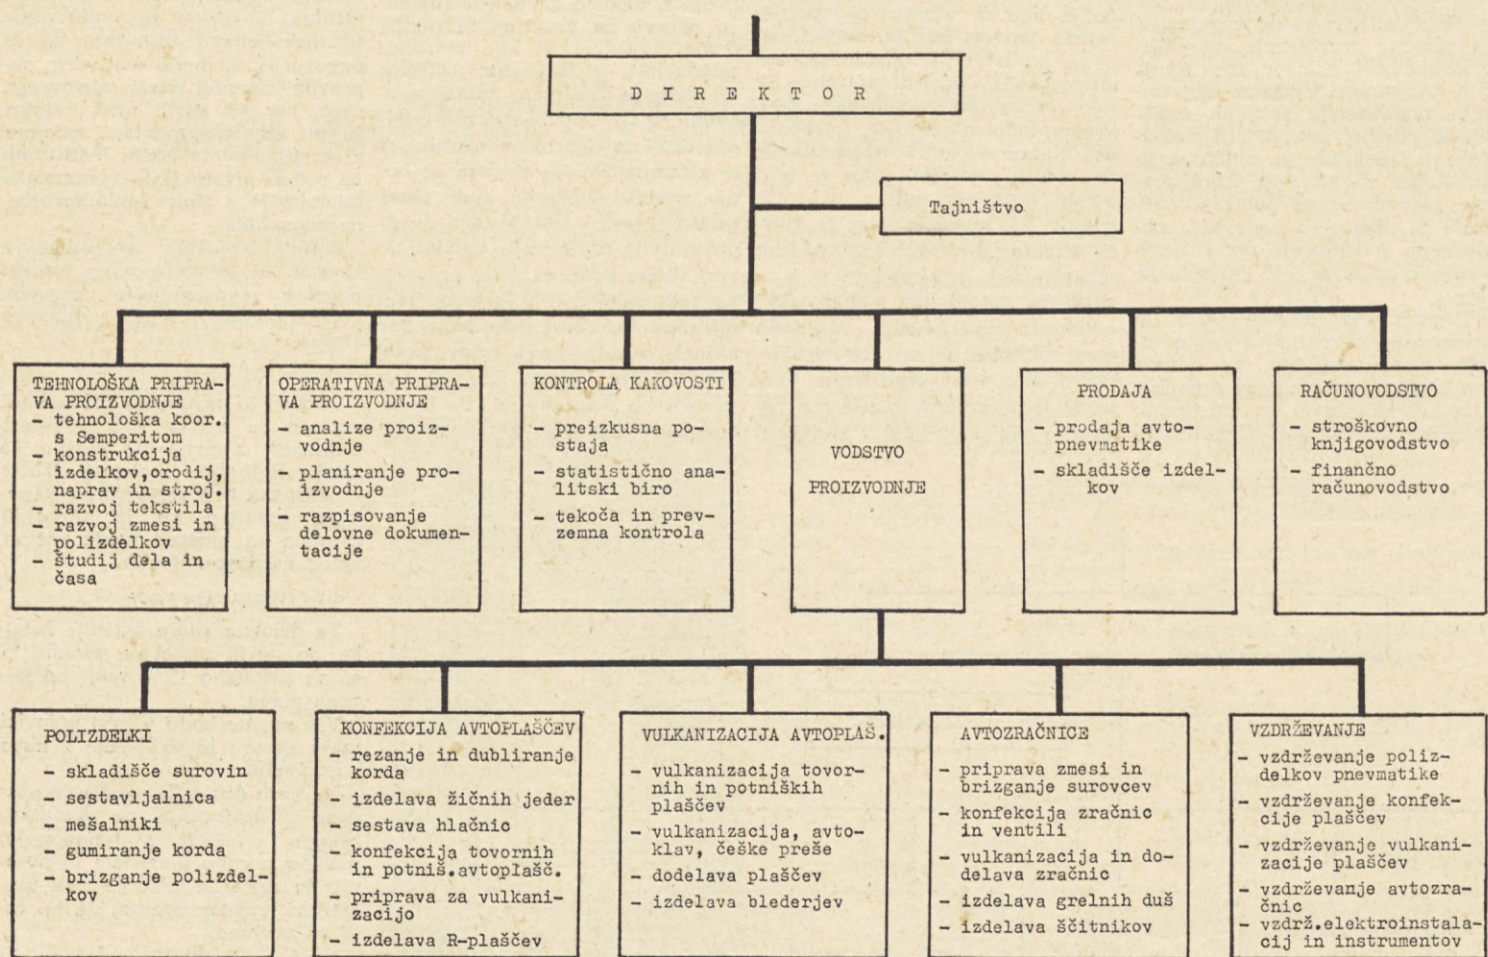 D I R E K T O R
Tajništvo
TEHNOLOŠKA PRIPRA-
VA PROIZVODNJE
- tehnološka koor.
s Semperitom
- konstrukcija
izdelkov,orodij,
naprav in stroj.
- razvoj tekstila
- razvoj zmesi in
polizdelkov
- študij dela in
časa
OPERATIVNA PRIPRA-
VA PROIZVODNJE
- analize proiz-
vodnje
- planiranje pro-
izvodnje
- razpisovanje
delovne dokumen-
tacije
KONTROLA KAKOVOSTI
- preizkusna po-
staja
- statistično ana-
litski biro
- tekoča in prev-
zemna kontrola
VODSTVO
PROIZVODNJE
PRODAJA
- prodaja avto-
pnevmatike
- skladišče izdel-
kov
RAČUNOVODSTVO
- stroškovno
knjigovodstvo
- finančno
računovodstvo
POLIZDELKI
- skladišče surovin
- sestavljalnica
- mešalniki
- gumiranje korda
- brizganje polizdel-
kov
KONFEKCIJA AVTOPLAŠČEV
- rezanje in dubliranje
korda
- izdelava žičnih jeder
- sestava hlačnic
- konfekcija tovornih
in potniš.avtoplašč.
- priprava za vulkani-
zacijo
- izdelava R-plaščev
VULKANIZACIJA AVTOPLAŠ.
- vulkanizacija tovor-
nih in potniških
plaščev
- vulkanizacija, avto-
klav, češke preše
- dodelava plaščev
- izdelava blederjev
AVTOZRAČNICE
- priprava zmesi in
brizganje surovcev
- konfekcija zračnic
in ventili
- vulkanizacija in do-
delava zračnic
- izdelava grelnih duš
- izdelava ščitnikov
VZDRŽEVANJE
- vzdrževanje poliz-
delkov pnevmatike
- vzdrževanje konfek-
cije plaščev
- vzdrževanje vulkani-
zacije plaščev
- vzdrževanje avtozra-
čnic
- vzdrž.elektroinstala-
cij in instrumentov